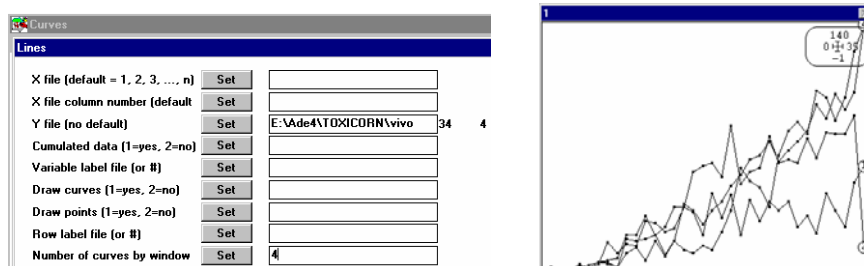 Curves
Lines
X file (default = 1, 2, 3, ..., n) Set
X file column number (default Set
Y file (no default) Set E:\Ade4\TOXICORN\vivo 34 4
Cumulated data (1=yes, 2=no) Set
Variable label file (or #) Set
Draw curves (1=yes, 2=no) Set
Draw points (1=yes, 2=no) Set
Row label file (or #) Set
Number of curves by window Set 4
1
140
0 35
-1